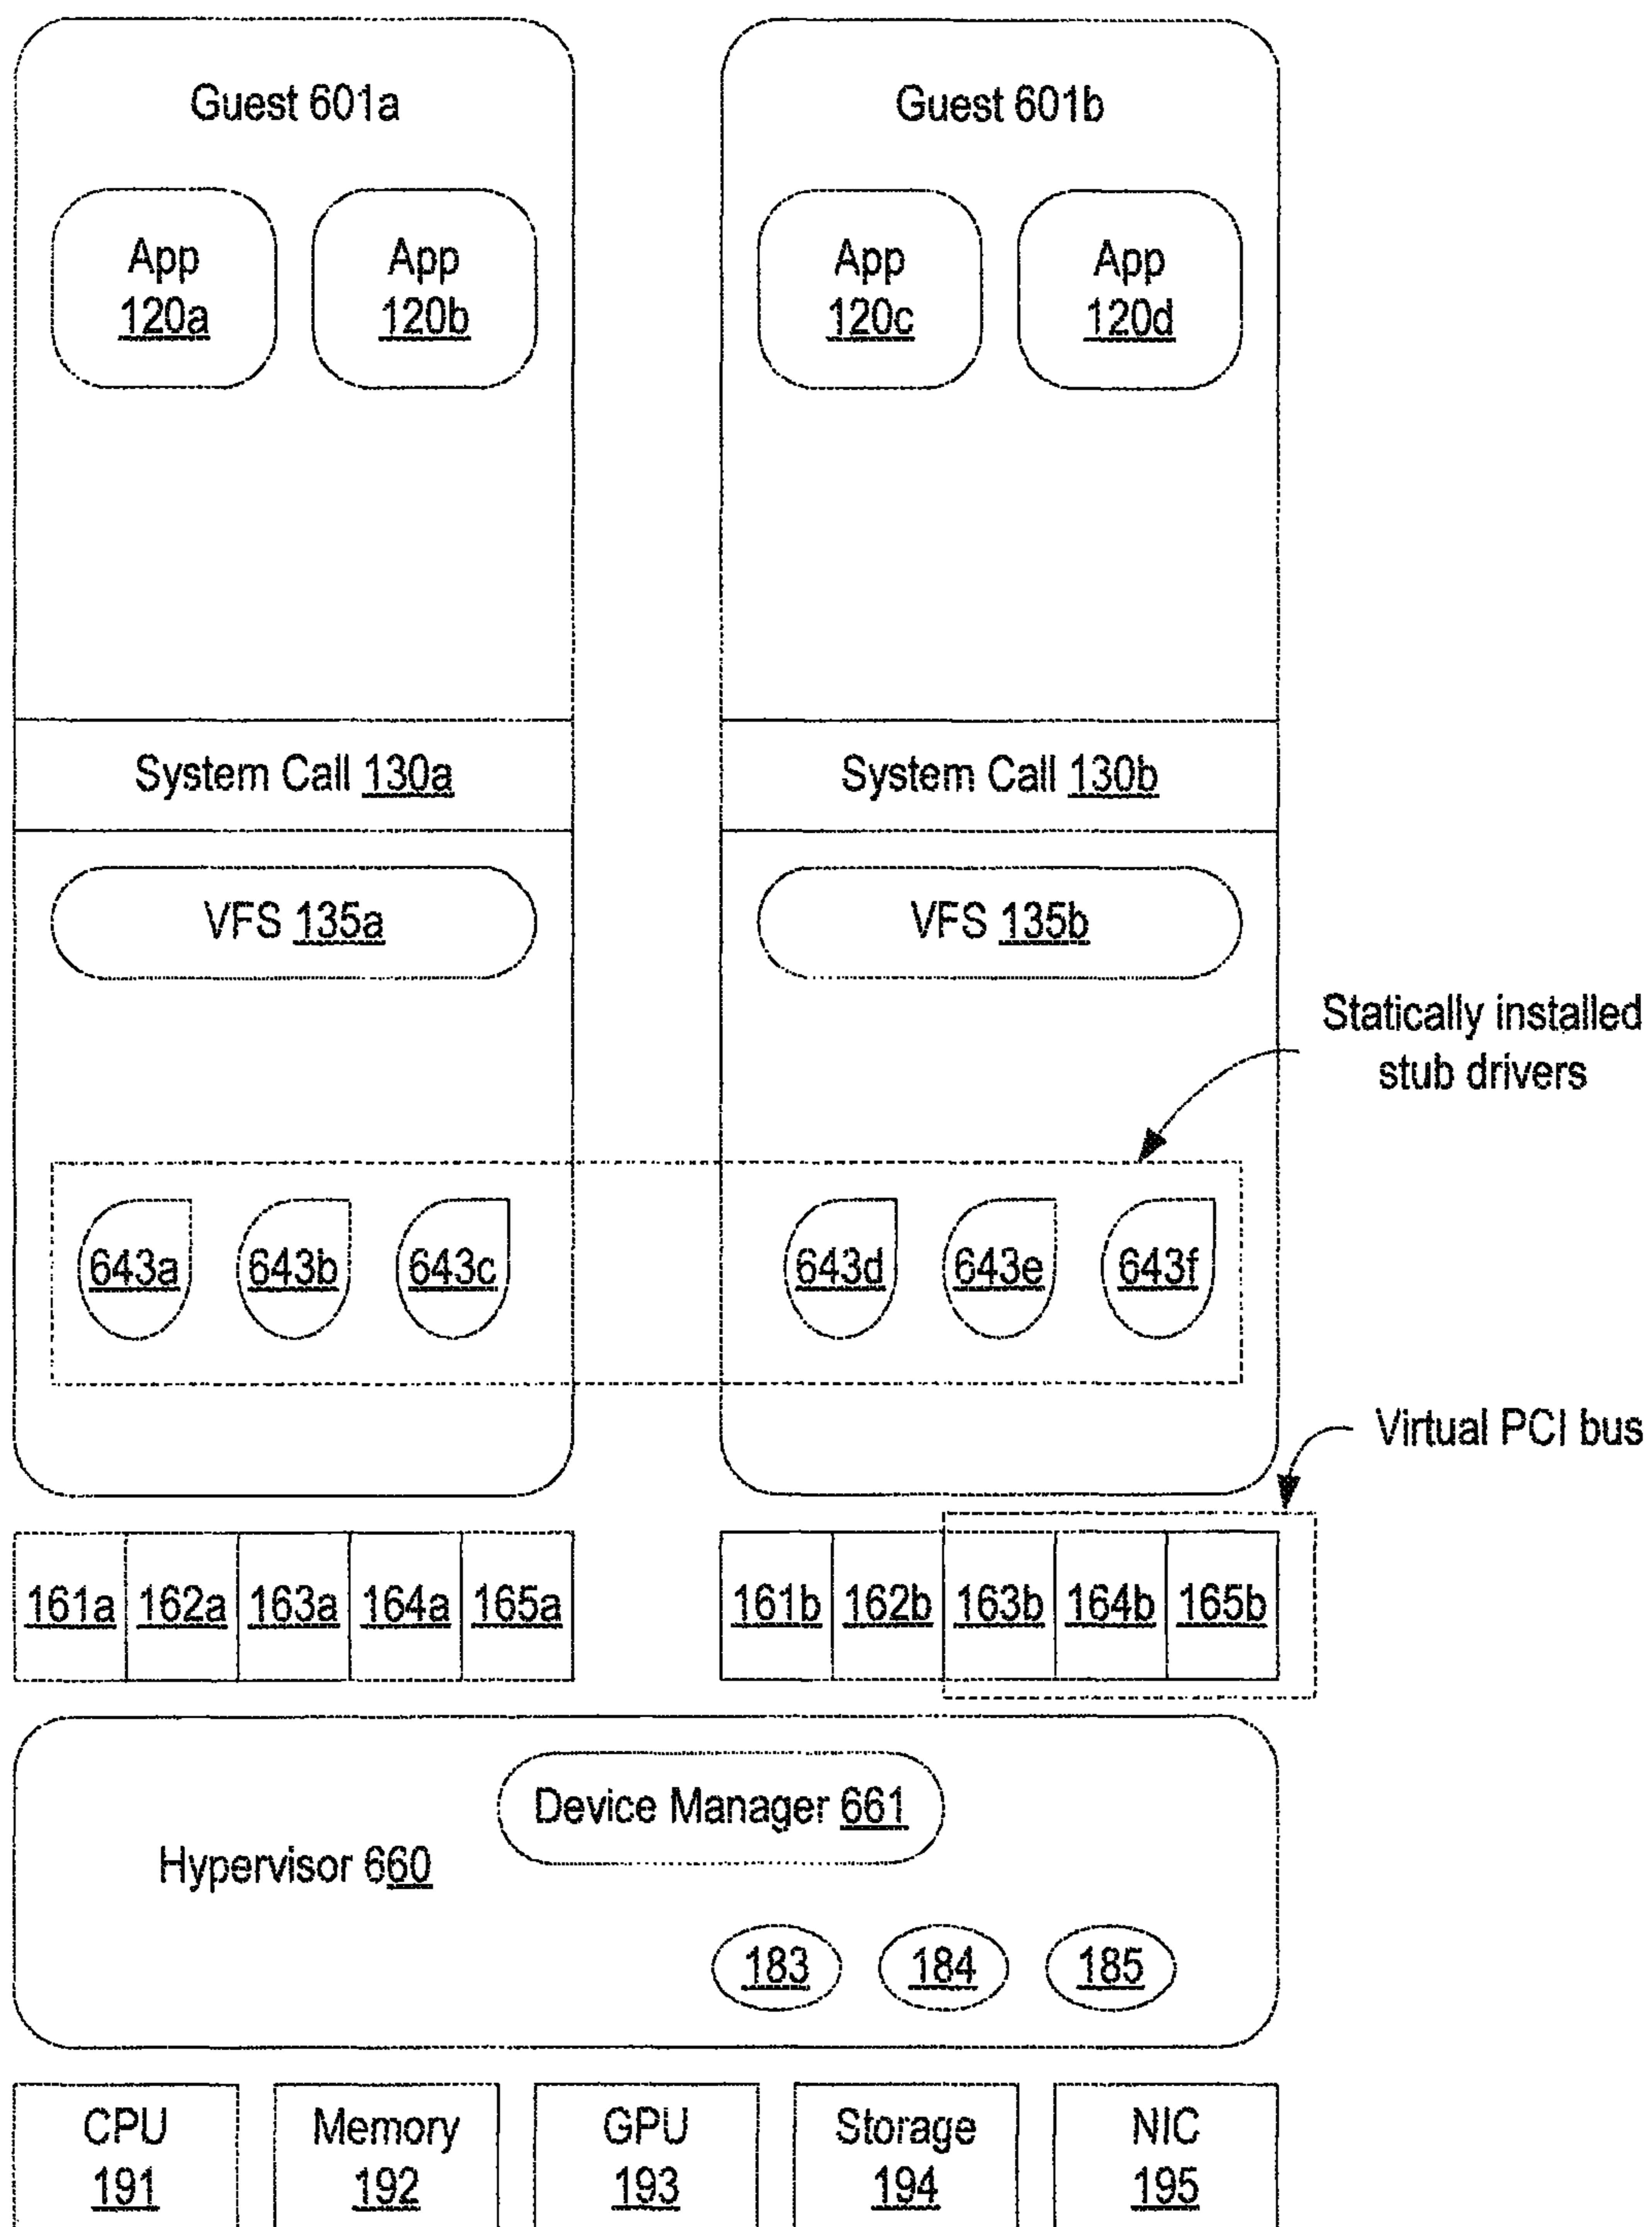 Guest 601a
Guest 601b
App
120a
App
120b
App
120c
App
120d
System Call 130a
System Call 130b
VFS 135a
VFS 135b
Statically installed
stub drivers
643a 643b 643c
643d 643e 643f
Virtual PCI bus
161a 162a 163a 164a 165a
161b 162b 163b 164b 165b
Device Manager 661
Hypervisor 660
183 184 185
CPU
191
Memory
192
GPU
193
Storage
194
NIC
195